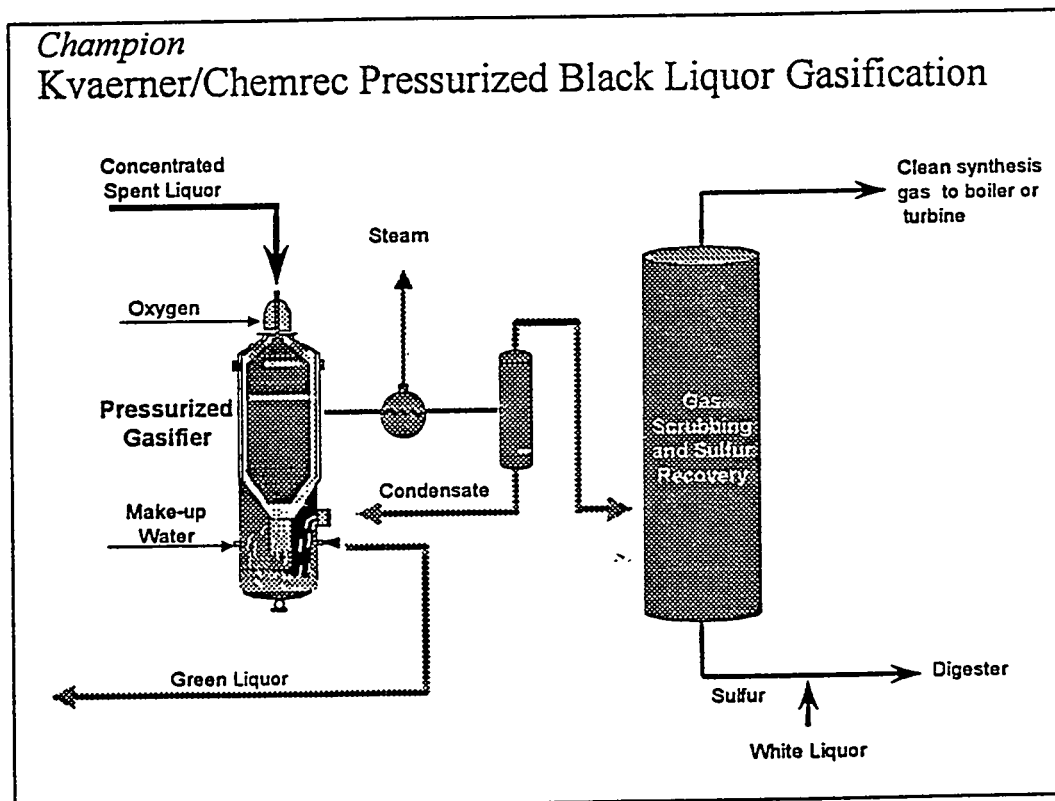 Champion
Kvaerner/Chemrec Pressurized Black Liquor Gasification
Concentrated
Spent Liquor
Clean synthesis
gas to boiler or
turbine
Steam
Oxygen
Pressurized
Gasifier
Gas
Scrubbing
and Sulfur
Recovery
Condensate
Make-up
Water
Green Liquor
Sulfur
Digester
White Liquor